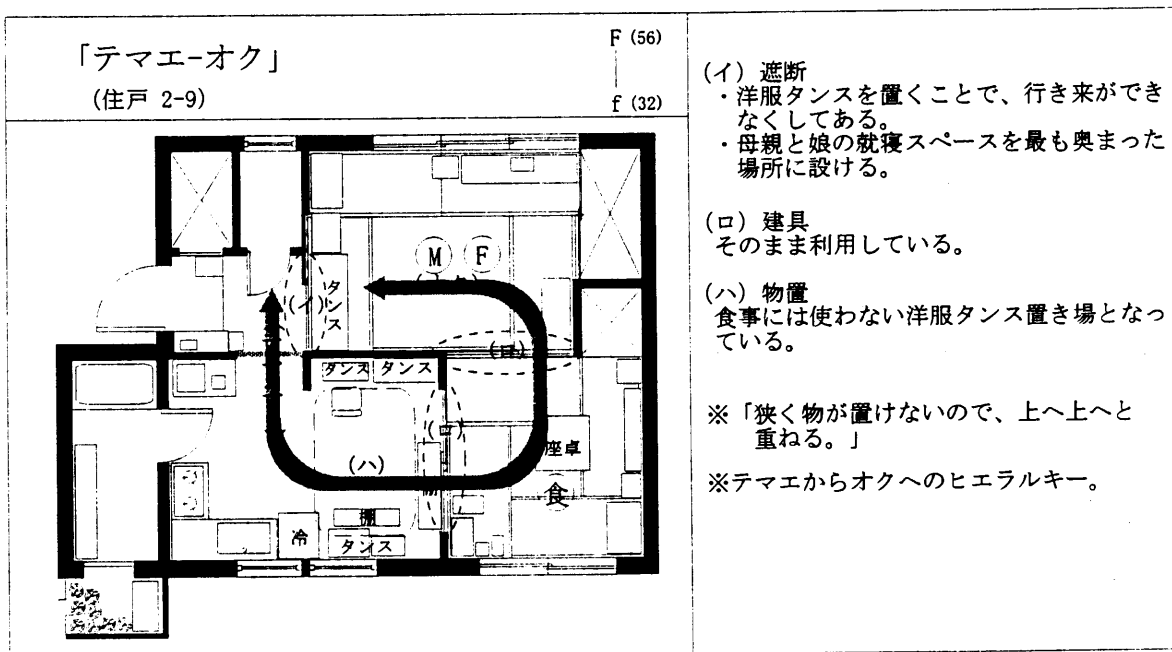 「テマエ-オク」
(住戸 2-9)
F (56)
f (32)
M
F
(イ)
タンス
(ロ)
タンス
タンス
(ロ)
座卓
(ハ)
食
棚
冷
タンス
(イ) 遮断
・洋服タンスを置くことで、行き来ができ
なくしてある。
・母親と娘の就寝スペースを最も奥まった
場所に設ける。
(ロ) 建具
そのまま利用している。
(ハ) 物置
食事には使わない洋服タンス置き場となっ
ている。
※「狭く物が置けないので、上へ上へと
重ねる。」
※テマエからオクへのヒエラルキー。